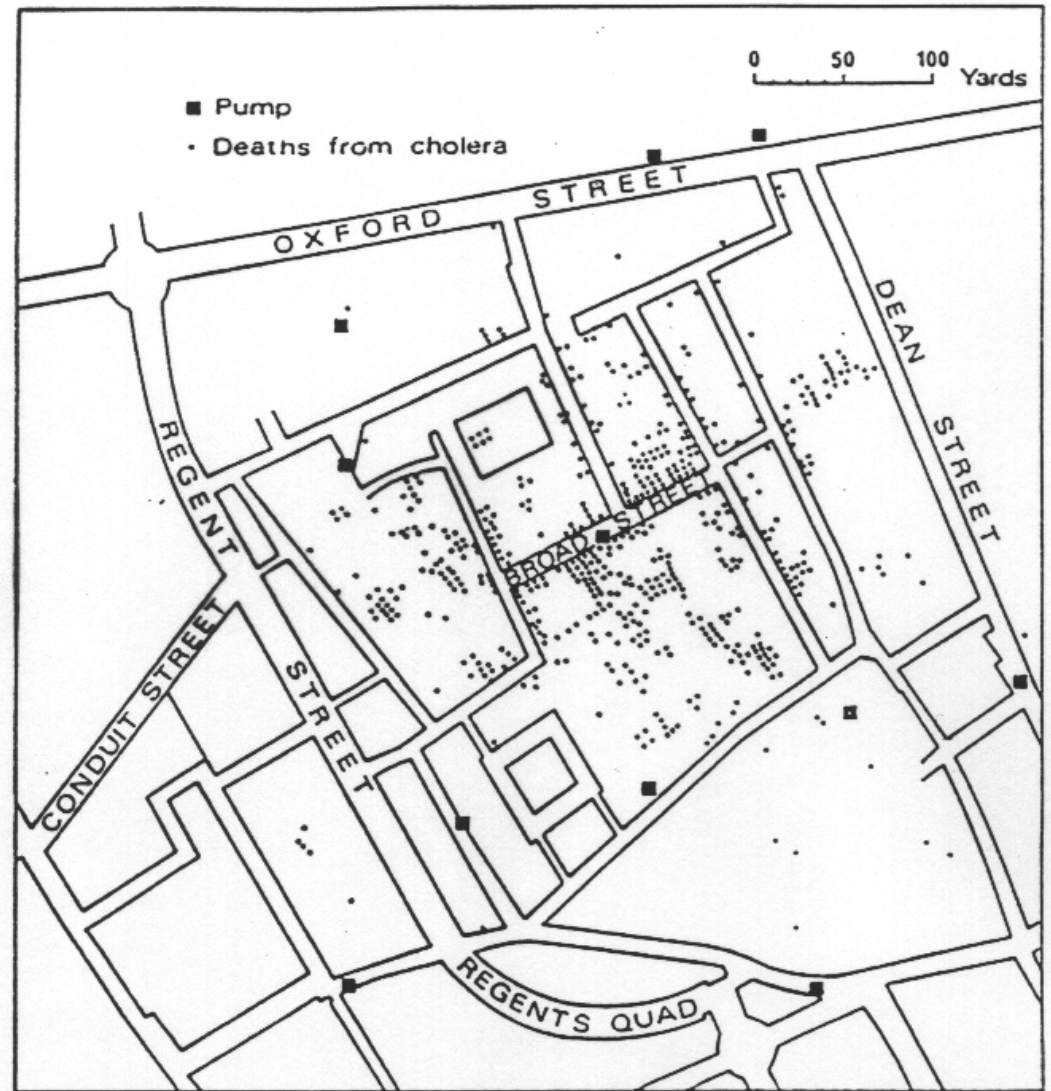 0 50 100
Yards
■ Pump
• Deaths from cholera
OXFORD STREET
DEAN STREET
REGENT STREET
BROAD STREET
CONDUIT STREET
REGENTS QUAD